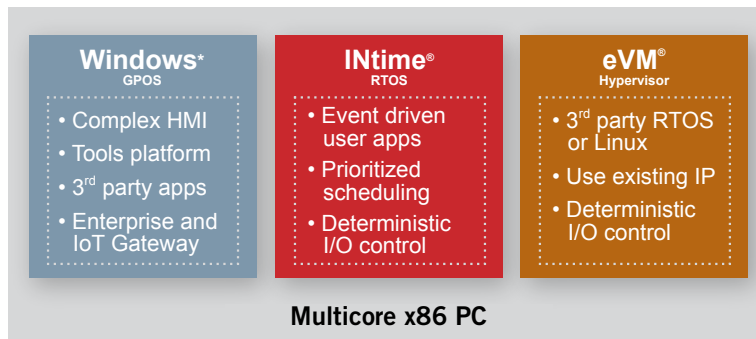 Windows*
GPOS
• Complex HMI
• Tools platform
• 3rd party apps
• Enterprise and
IoT Gateway
INtime®
RTOS
• Event driven
user apps
• Prioritized
scheduling
• Deterministic
I/O control
eVM®
Hypervisor
• 3rd party RTOS
or Linux
• Use existing IP
• Deterministic
I/O control
Multicore x86 PC